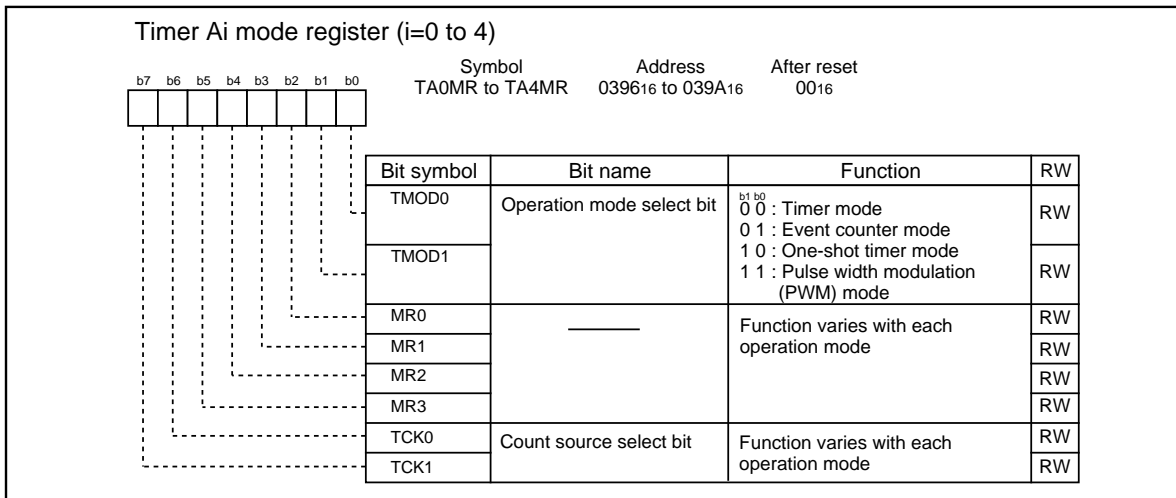 Timer Ai mode register (i=0 to 4)
Symbol Address After reset
TA0MR to TA4MR 039616 to 039A16 0016
b7 b6 b5 b4 b3 b2 b1 b0
Bit symbol Bit name Function RW
TMOD0 Operation mode select bit b1 b0
0 0 : Timer mode RW
0 1 : Event counter mode
TMOD1 1 0 : One-shot timer mode
1 1 : Pulse width modulation RW
(PWM) mode
MR0 Function varies with each RW
MR1 operation mode RW
MR2 RW
MR3 RW
TCK0 Count source select bit Function varies with each RW
TCK1 operation mode RW